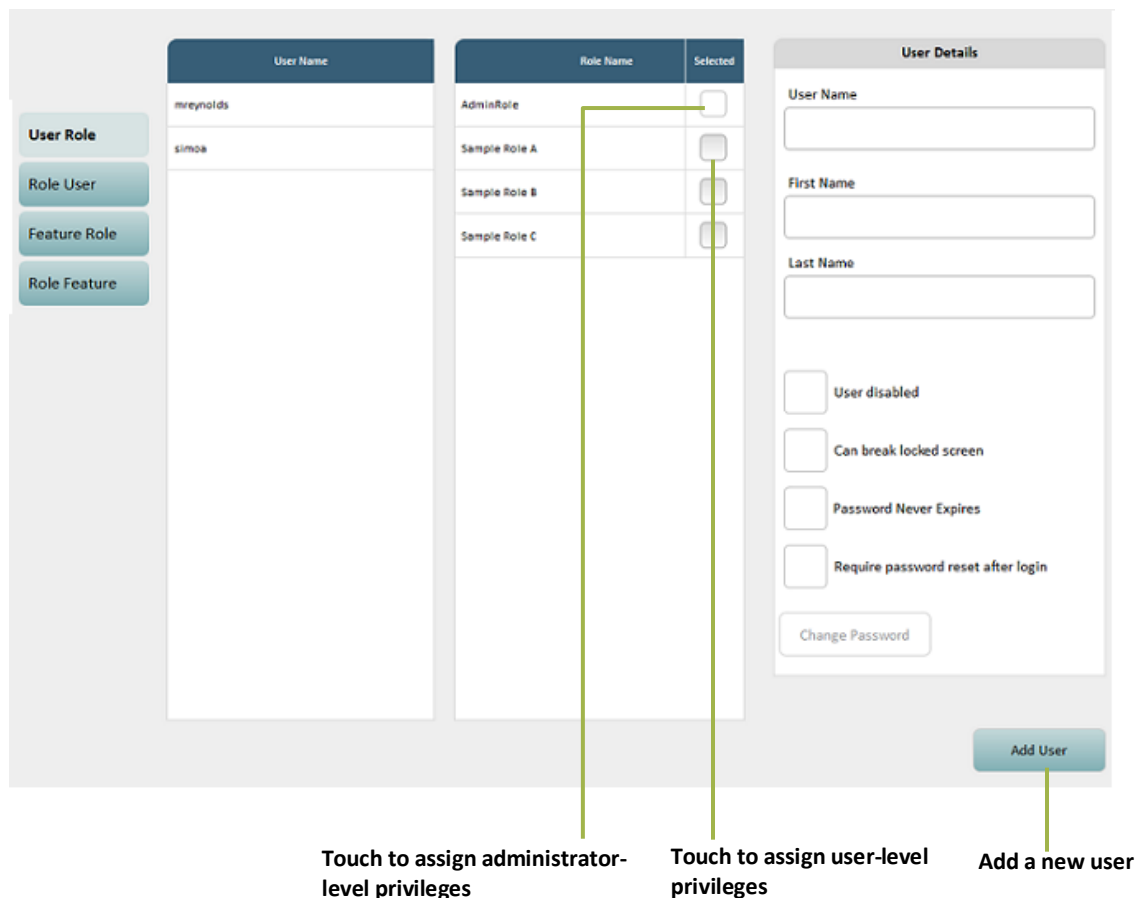 User Role
Role User
Feature Role
Role Feature
User Name
mreynolds
simoa
Role Name Selected
AdminRole
Sample Role A
Sample Role B
Sample Role C
User Details
User Name
First Name
Last Name
User disabled
Can break locked screen
Password Never Expires
Require password reset after login
Change Password
Add User
Touch to assign administrator-
level privileges
Touch to assign user-level
privileges
Add a new user